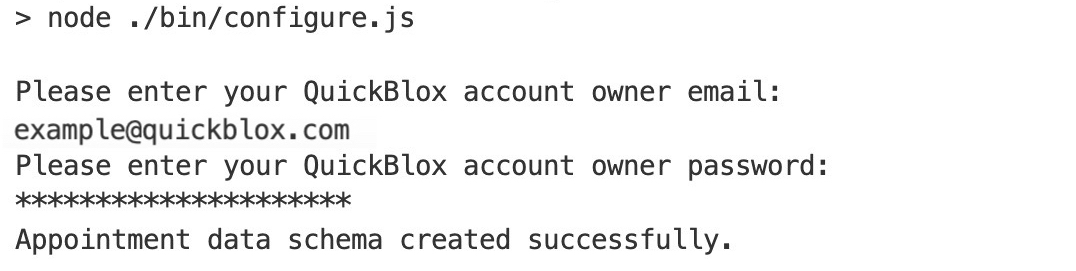 > node ./bin/configure.js
Please enter your QuickBlox account owner email:
example@quickblox.com
Please enter your QuickBlox account owner password:
*********************
Appointment data schema created successfully.